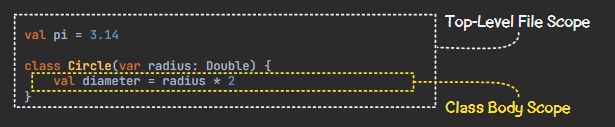 Top-Level File Scope
val pi = 3.14
class Circle(var radius: Double) {
val diameter = radius * 2
}
Class Body Scope